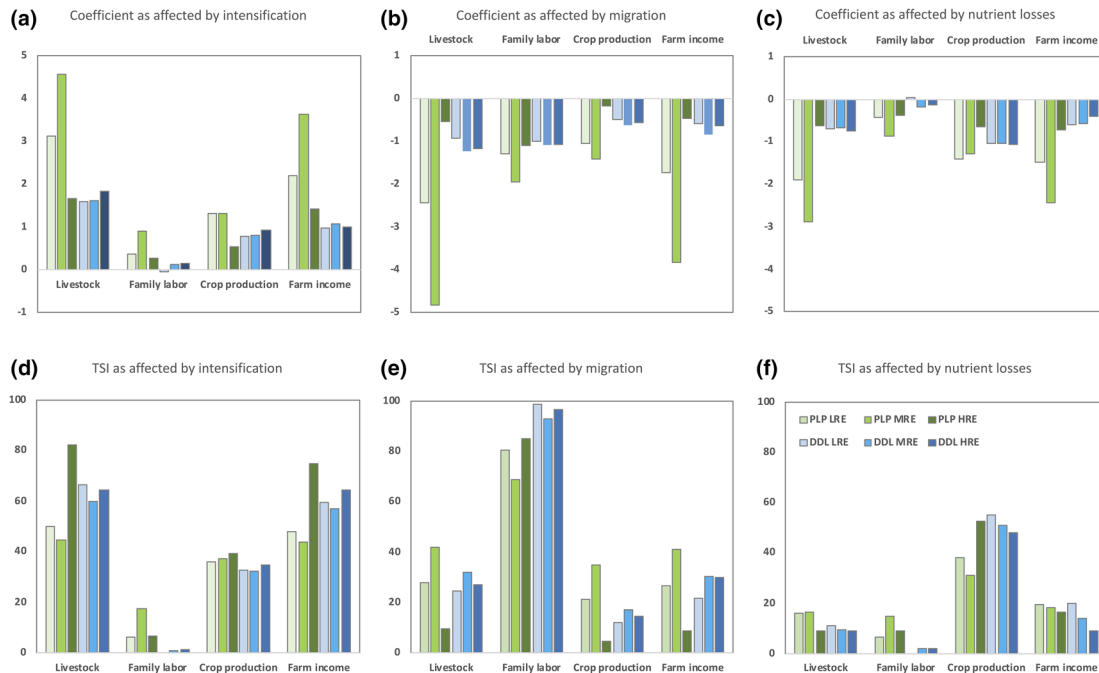 (a) Coefficient as affected by intensification
5
4
3
2
1
0
-1
Livestock Family labor Crop production Farm income
(b) Coefficient as affected by migration
Livestock Family labor Crop production Farm income
1
0
-1
-2
-3
-4
-5
(c) Coefficient as affected by nutrient losses
Livestock Family labor Crop production Farm income
1
0
-1
-2
-3
-4
-5
(d) TSI as affected by intensification
100
80
60
40
20
0
Livestock Family labor Crop production Farm income
(e) TSI as affected by migration
100
80
60
40
20
0
Livestock Family labor Crop production Farm income
(f) TSI as affected by nutrient losses
PLP LRE PLP MRE PLP HRE
DDL LRE DDL MRE DDL HRE
100
80
60
40
20
0
Livestock Family labor Crop production Farm income